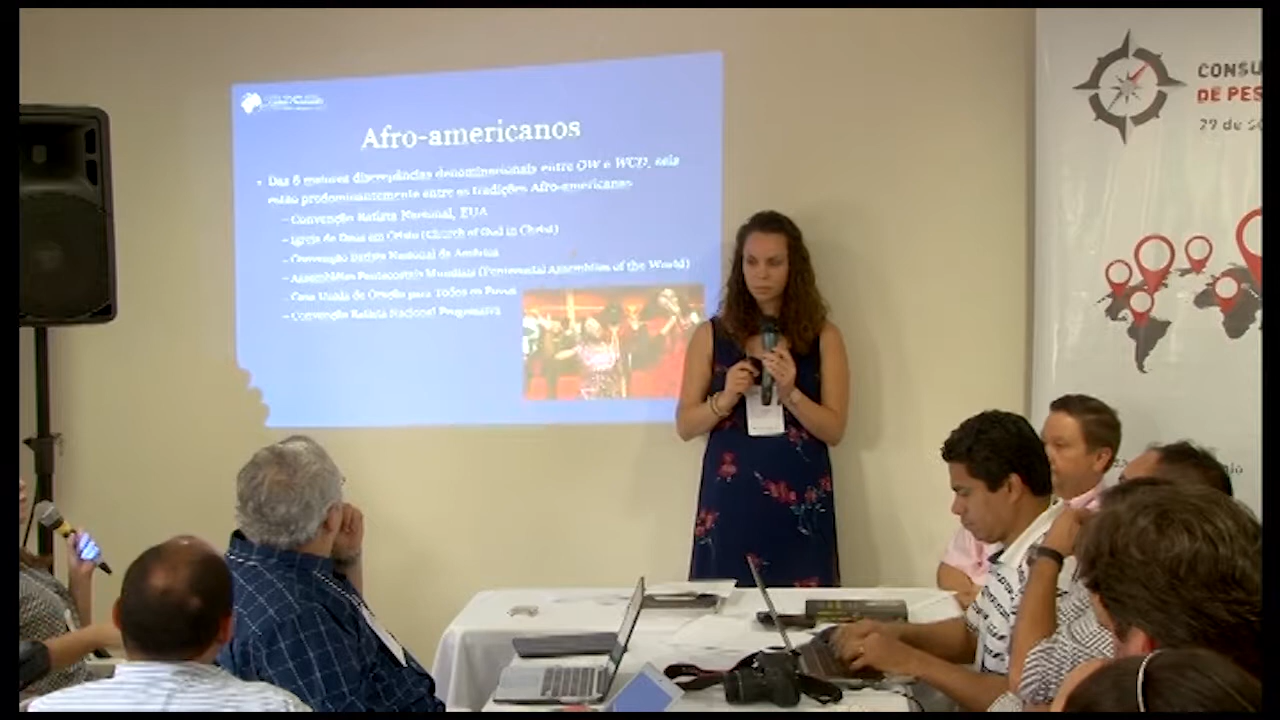 Afro-americanos
• Das 8 maiores discrepâncias denominacionais entre OW e WCD, seis
estão predominantemente entre as tradições Afro-americanas
– Convenção Batista Nacional, EUA
– Igreja de Deus em Cristo (Church of God in Christ)
– Convenção Batista Nacional da América
– Assembléias Pentecostais Mundiais (Pentecostal Assemblies of the World)
– Casa Unida de Oração para Todos os Povos
– Convenção Batista Nacional Progressiva
CONSU
DE PES